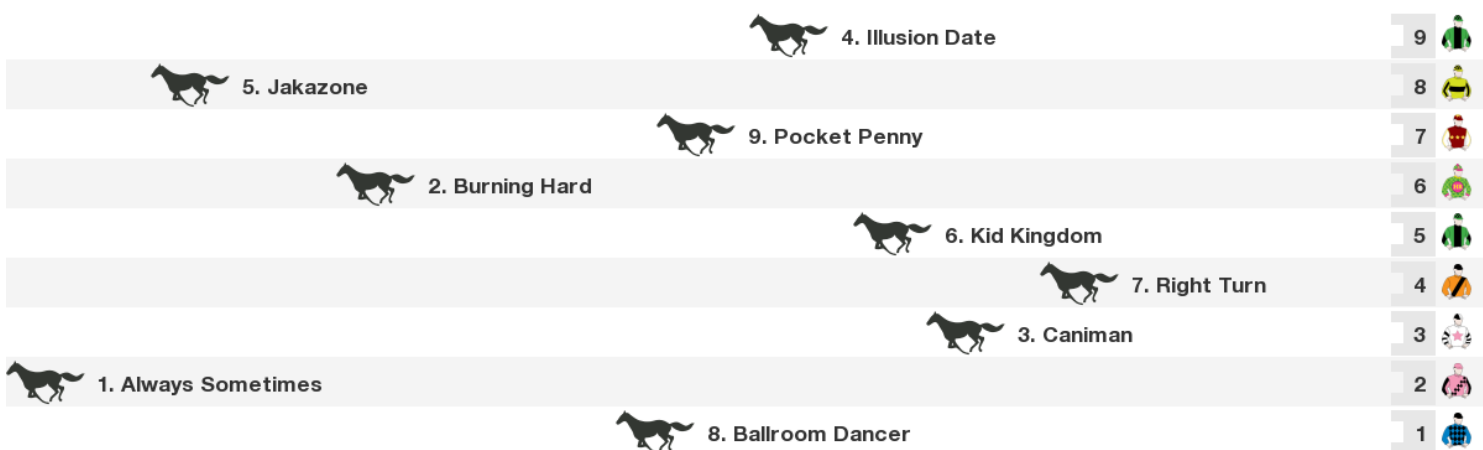 4. Illusion Date 9
5. Jakazone 8
9. Pocket Penny 7
2. Burning Hard 6
6. Kid Kingdom 5
7. Right Turn 4
3. Caniman 3
1. Always Sometimes 2
8. Ballroom Dancer 1